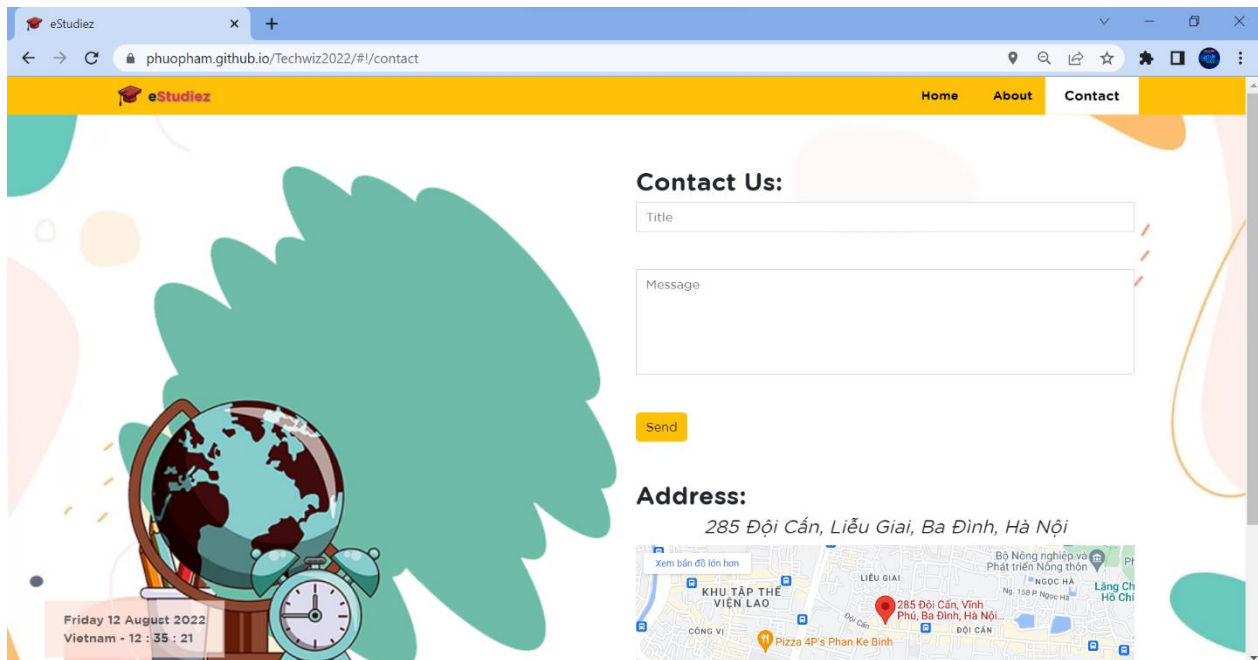 eStudiez
phuopham.github.io/Techwiz2022/#!/contact
eStudiez
Home About Contact
Contact Us:
Title
Message
Send
Address:
285 Đội Cấn, Liễu Giai, Ba Đình, Hà Nội
Xem bản đồ lớn hơn
Bộ Nông nghiệp và
Phát triển Nông thôn
LIỄU GIAI
NGỌC HÀ
Ng. 158 P. Ngọc Hà
Lăng Ch
Hồ Chí
KHU TẬP THỂ
VIỆN LAO
285 Đội Cấn, Vĩnh
Phú, Ba Đình, Hà Nội...
Đội Cấn
CỐNG VỊ
ĐỘI CẤN
Pizza 4P's Phan Ke Binh
Friday 12 August 2022
Vietnam - 12 : 35 : 21